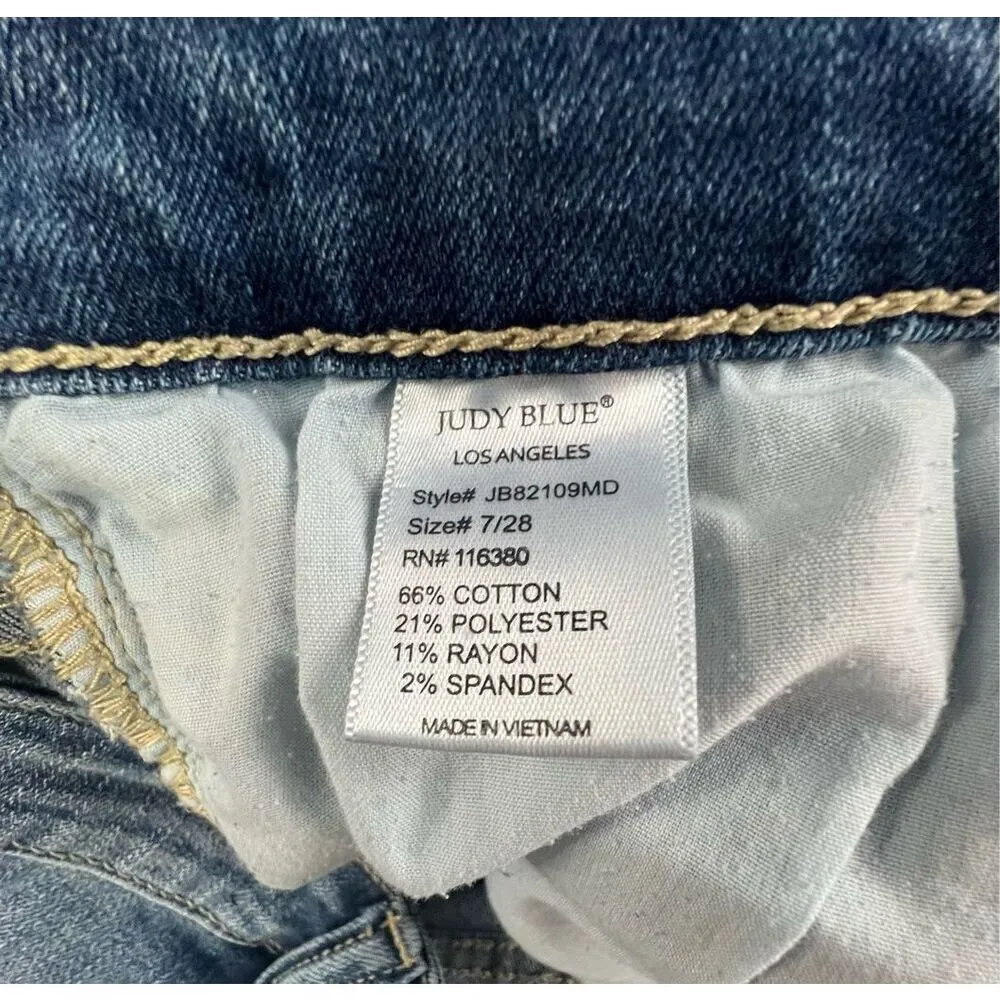 JUDY BLUE®
LOS ANGELES
Style# JB82109MD
Size# 7/28
RN# 116380
66% COTTON
21% POLYESTER
11% RAYON
2% SPANDEX
MADE IN VIETNAM